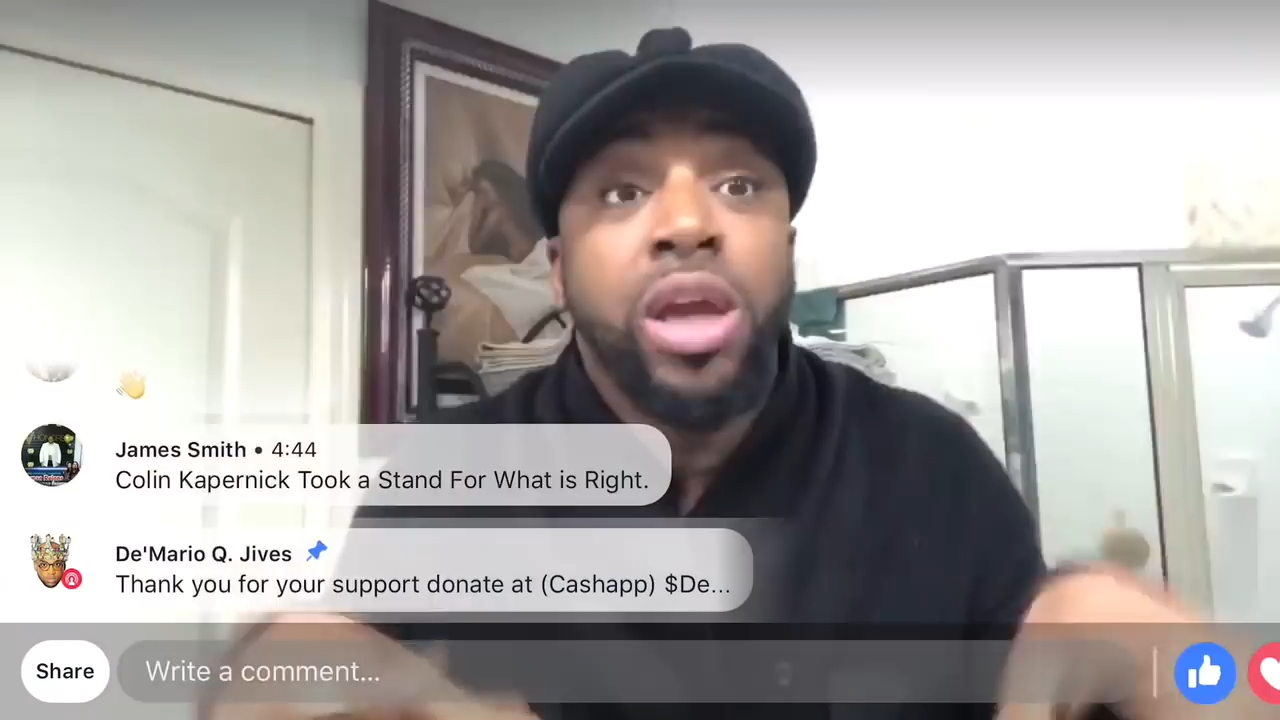 James Smith • 4:44
Colin Kapernick Took a Stand For What is Right.
De'Mario Q. Jives
Thank you for your support donate at (Cashapp) $De...
Share
Write a comment...